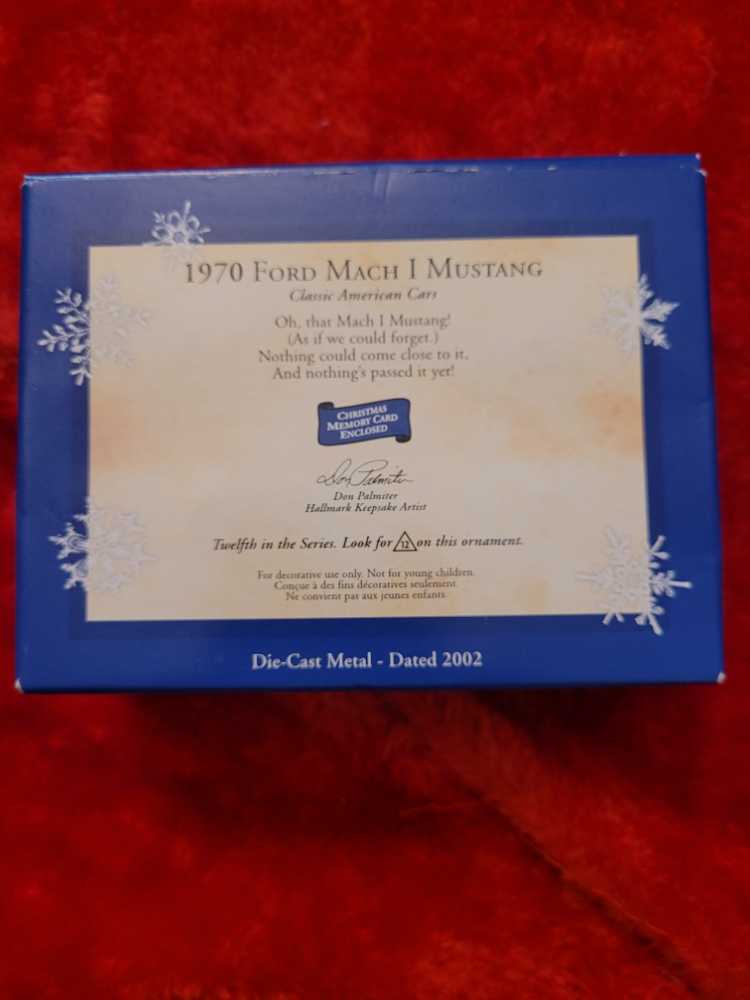 1970 Ford Mach I Mustang
Classic American Cars
Oh, that Mach I Mustang!
(As if we could forget.)
Nothing could come close to it,
And nothing's passed it yet!
Christmas
Memory Card
Enclosed
Don Palmiter
Don Palmiter
Hallmark Keepsake Artist
Twelfth in the Series. Look for 12 on this ornament.
For decorative use only. Not for young children.
Conçue à des fins décoratives seulement.
Ne convient pas aux jeunes enfants.
Die-Cast Metal - Dated 2002